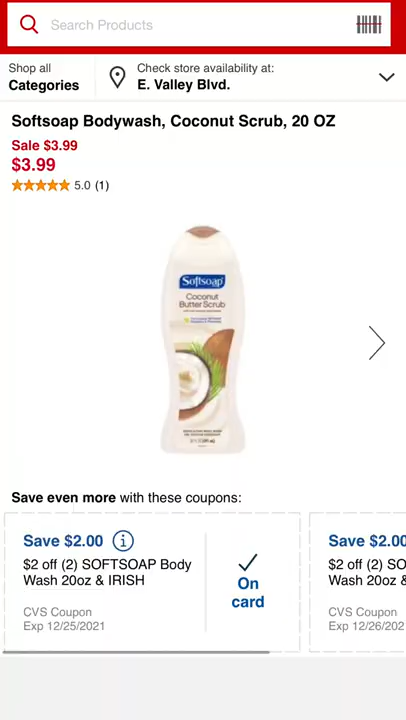 Search Products
Shop all
Categories
Check store availability at:
E. Valley Blvd.
Softsoap Bodywash, Coconut Scrub, 20 OZ
Sale $3.99
$3.99
5.0 (1)
Softsoap
Coconut
Butter Scrub
Save even more with these coupons:
Save $2.00
$2 off (2) SOFTSOAP Body
Wash 20oz & IRISH
CVS Coupon
Exp 12/25/2021
On
card
Save $2.00
$2 off (2) SO
Wash 20oz &
CVS Coupon
Exp 12/26/202